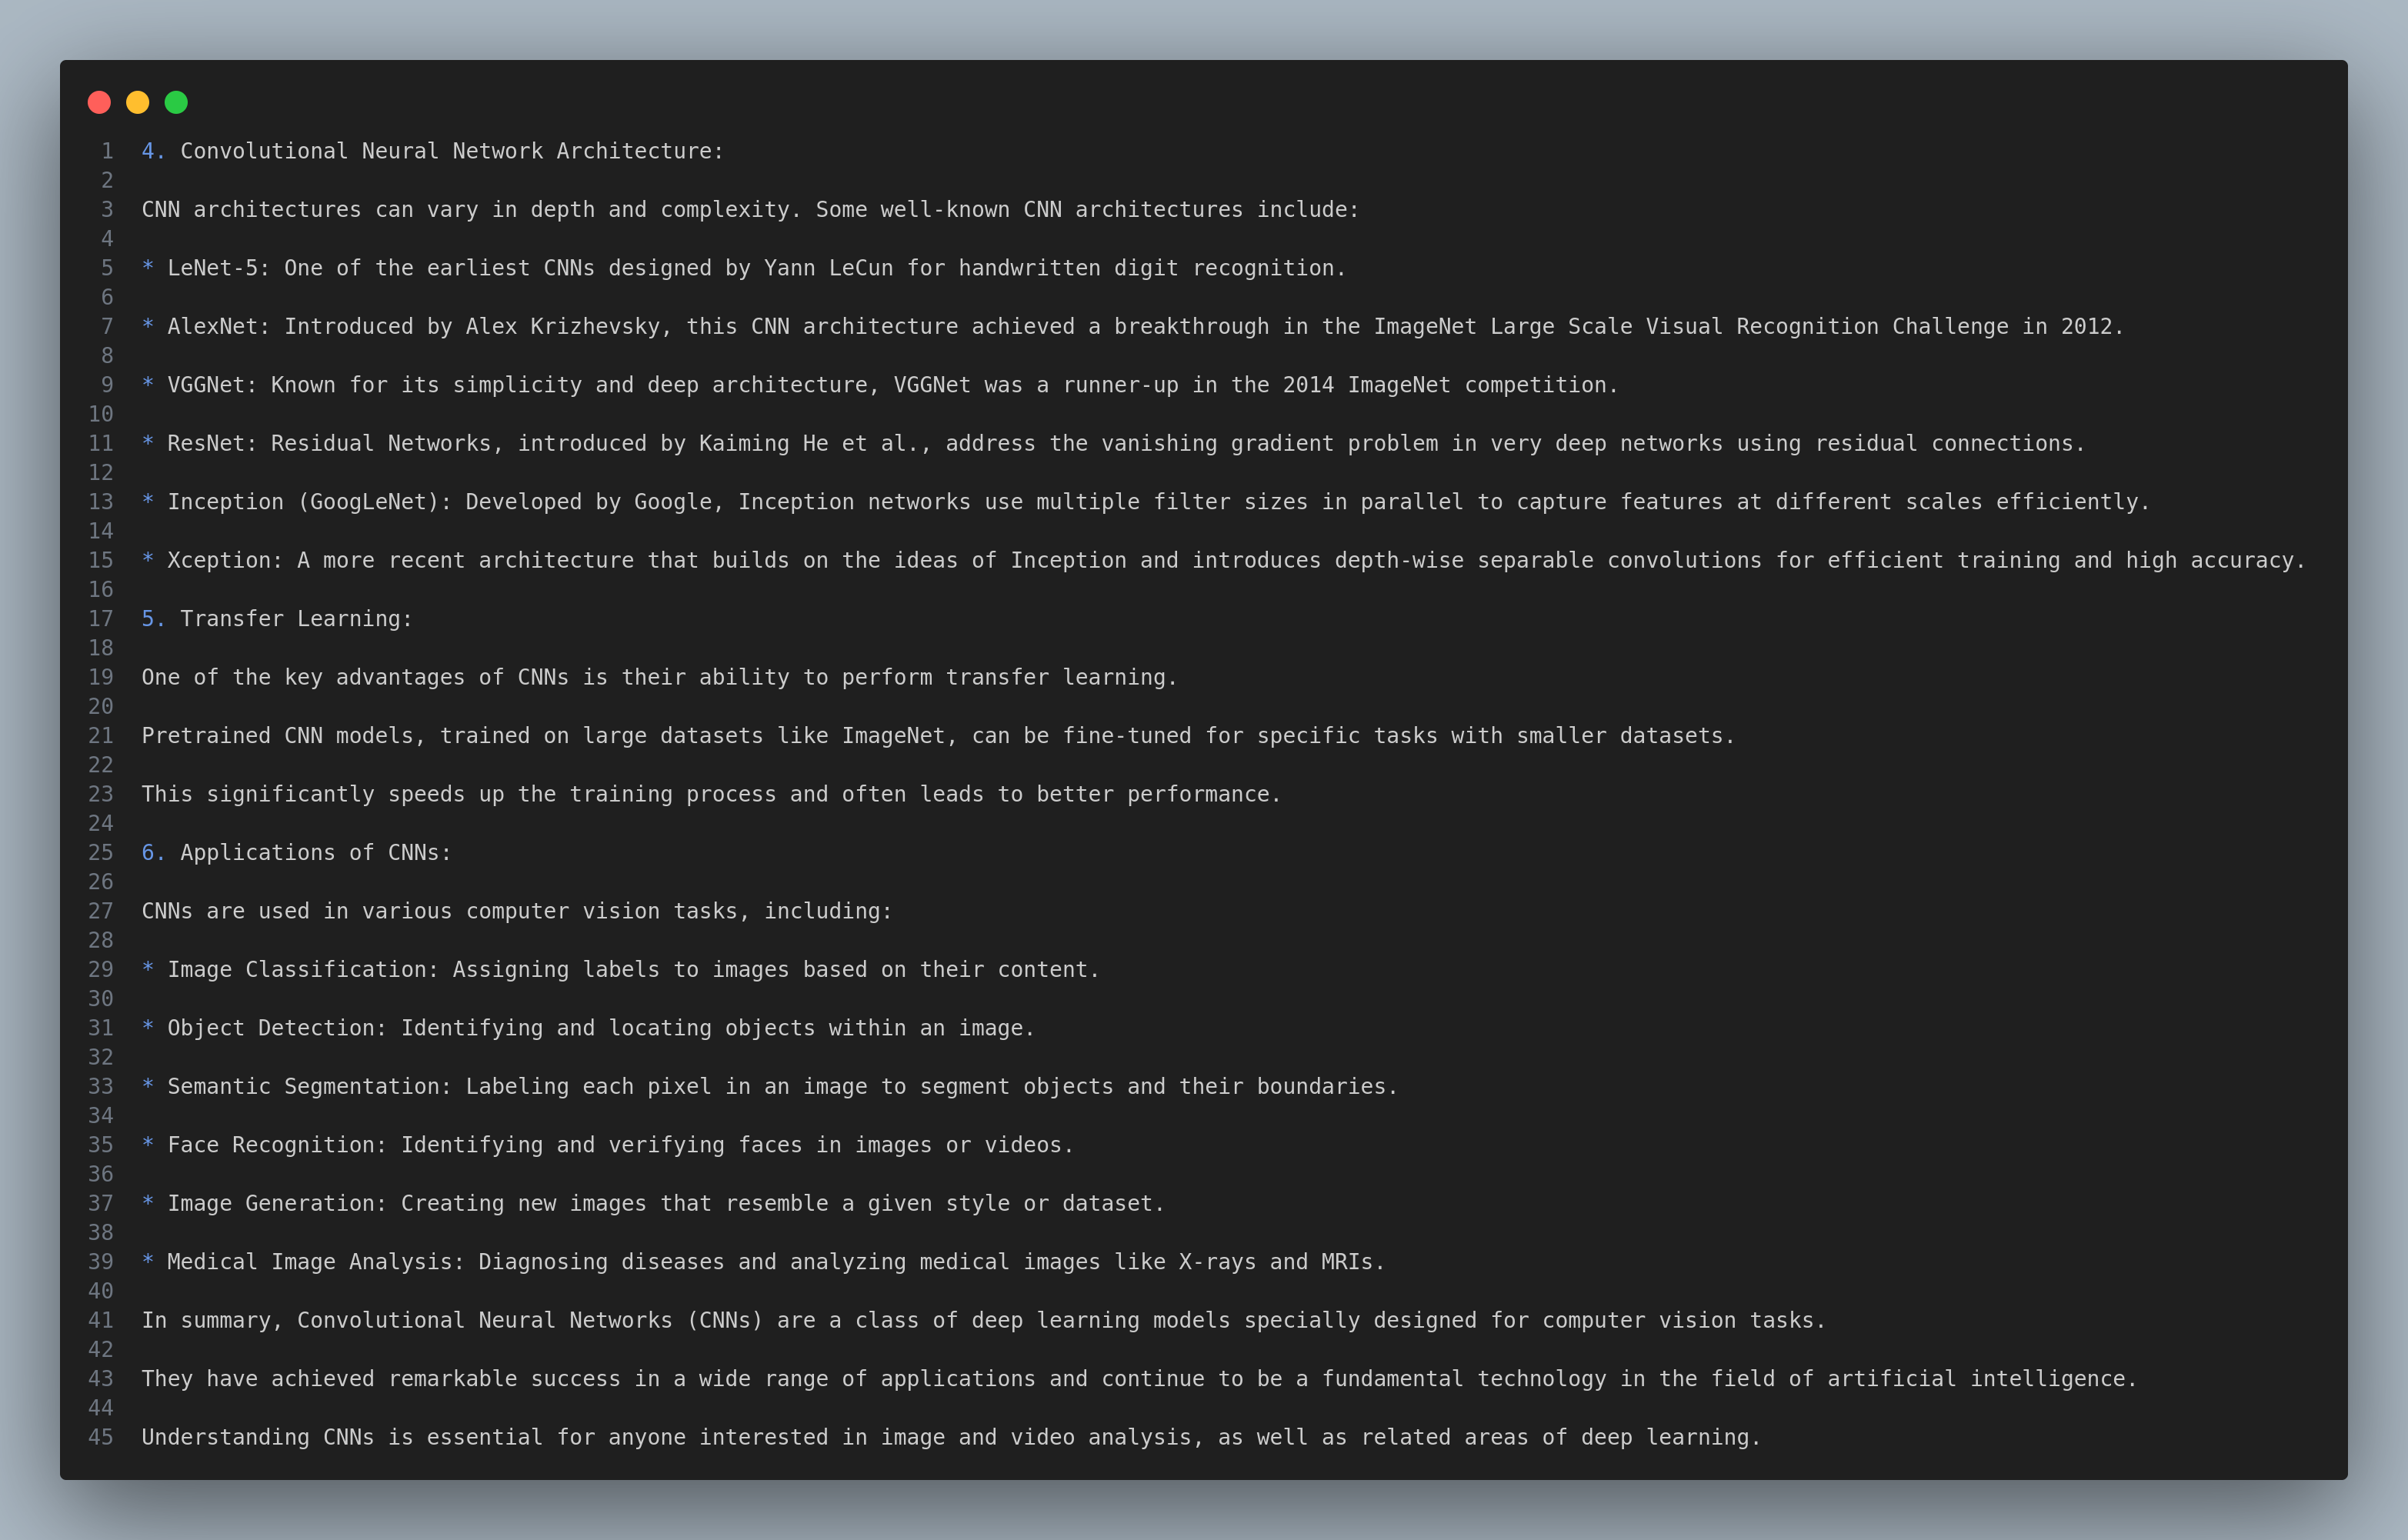 1 4. Convolutional Neural Network Architecture:
2
3 CNN architectures can vary in depth and complexity. Some well-known CNN architectures include:
4
5 * LeNet-5: One of the earliest CNNs designed by Yann LeCun for handwritten digit recognition.
6
7 * AlexNet: Introduced by Alex Krizhevsky, this CNN architecture achieved a breakthrough in the ImageNet Large Scale Visual Recognition Challenge in 2012.
8
9 * VGGNet: Known for its simplicity and deep architecture, VGGNet was a runner-up in the 2014 ImageNet competition.
10
11 * ResNet: Residual Networks, introduced by Kaiming He et al., address the vanishing gradient problem in very deep networks using residual connections.
12
13 * Inception (GoogLeNet): Developed by Google, Inception networks use multiple filter sizes in parallel to capture features at different scales efficiently.
14
15 * Xception: A more recent architecture that builds on the ideas of Inception and introduces depth-wise separable convolutions for efficient training and high accuracy.
16
17 5. Transfer Learning:
18
19 One of the key advantages of CNNs is their ability to perform transfer learning.
20
21 Pretrained CNN models, trained on large datasets like ImageNet, can be fine-tuned for specific tasks with smaller datasets.
22
23 This significantly speeds up the training process and often leads to better performance.
24
25 6. Applications of CNNs:
26
27 CNNs are used in various computer vision tasks, including:
28
29 * Image Classification: Assigning labels to images based on their content.
30
31 * Object Detection: Identifying and locating objects within an image.
32
33 * Semantic Segmentation: Labeling each pixel in an image to segment objects and their boundaries.
34
35 * Face Recognition: Identifying and verifying faces in images or videos.
36
37 * Image Generation: Creating new images that resemble a given style or dataset.
38
39 * Medical Image Analysis: Diagnosing diseases and analyzing medical images like X-rays and MRIs.
40
41 In summary, Convolutional Neural Networks (CNNs) are a class of deep learning models specially designed for computer vision tasks.
42
43 They have achieved remarkable success in a wide range of applications and continue to be a fundamental technology in the field of artificial intelligence.
44
45 Understanding CNNs is essential for anyone interested in image and video analysis, as well as related areas of deep learning.